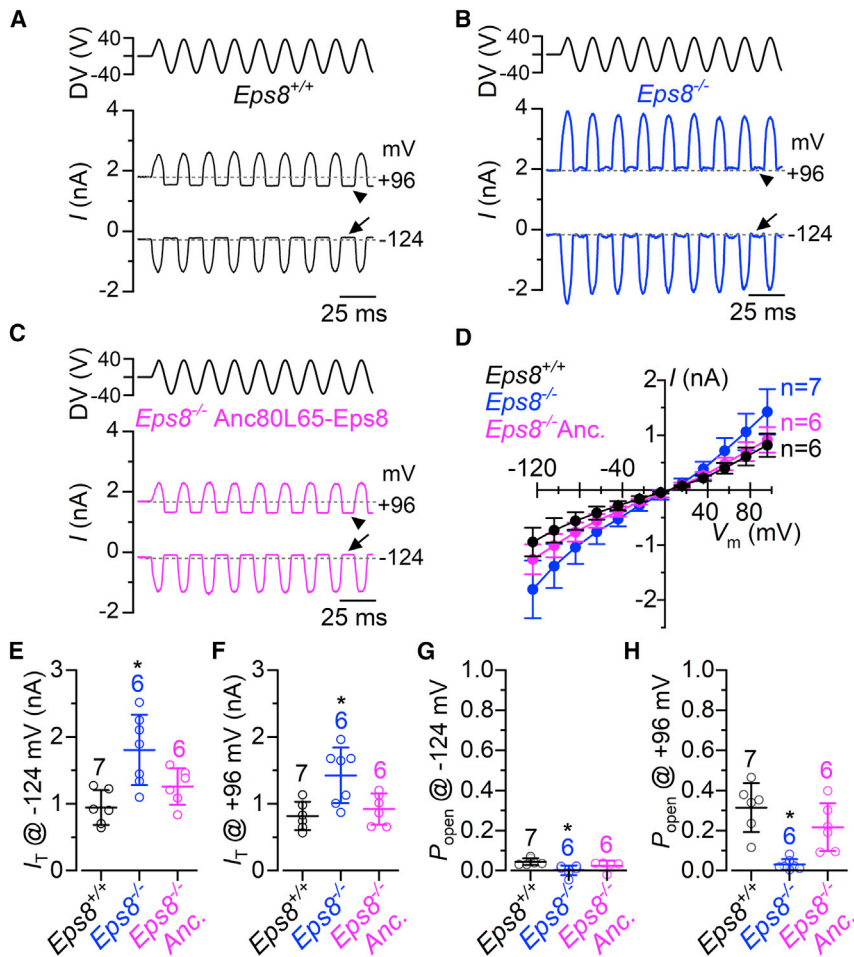 A
DV (V)
40
-40
Eps8+/+
4
2
0
-2
I (nA)
mV
+96
-124
25 ms
B
DV (V)
40
-40
Eps8-/-
4
2
0
-2
I (nA)
mV
+96
-124
25 ms
C
DV (V)
40
-40
Eps8-/- Anc80L65-Eps8
4
2
0
-2
I (nA)
mV
+96
-124
25 ms
D
Eps8+/+
Eps8-/-
Eps8-/- Anc.
I (nA)
2
1
-1
-2
n=7
n=6
n=6
-120 -40
40 80
Vm (mV)
E
IT @ -124 mV (nA)
3
2
1
0
7
*
6
6
Eps8+/+
Eps8-/-
Eps8-/-
Anc.
F
IT @ +96 mV (nA)
3
2
1
0
7
*
6
6
Eps8+/+
Eps8-/-
Eps8-/-
Anc.
G
Popen @ -124 mV
1.0
0.8
0.6
0.4
0.2
0.0
7
*
6
6
Eps8+/+
Eps8-/-
Eps8-/-
Anc.
H
Popen @ +96 mV
1.0
0.8
0.6
0.4
0.2
0.0
7
*
6
6
Eps8+/+
Eps8-/-
Eps8-/-
Anc.